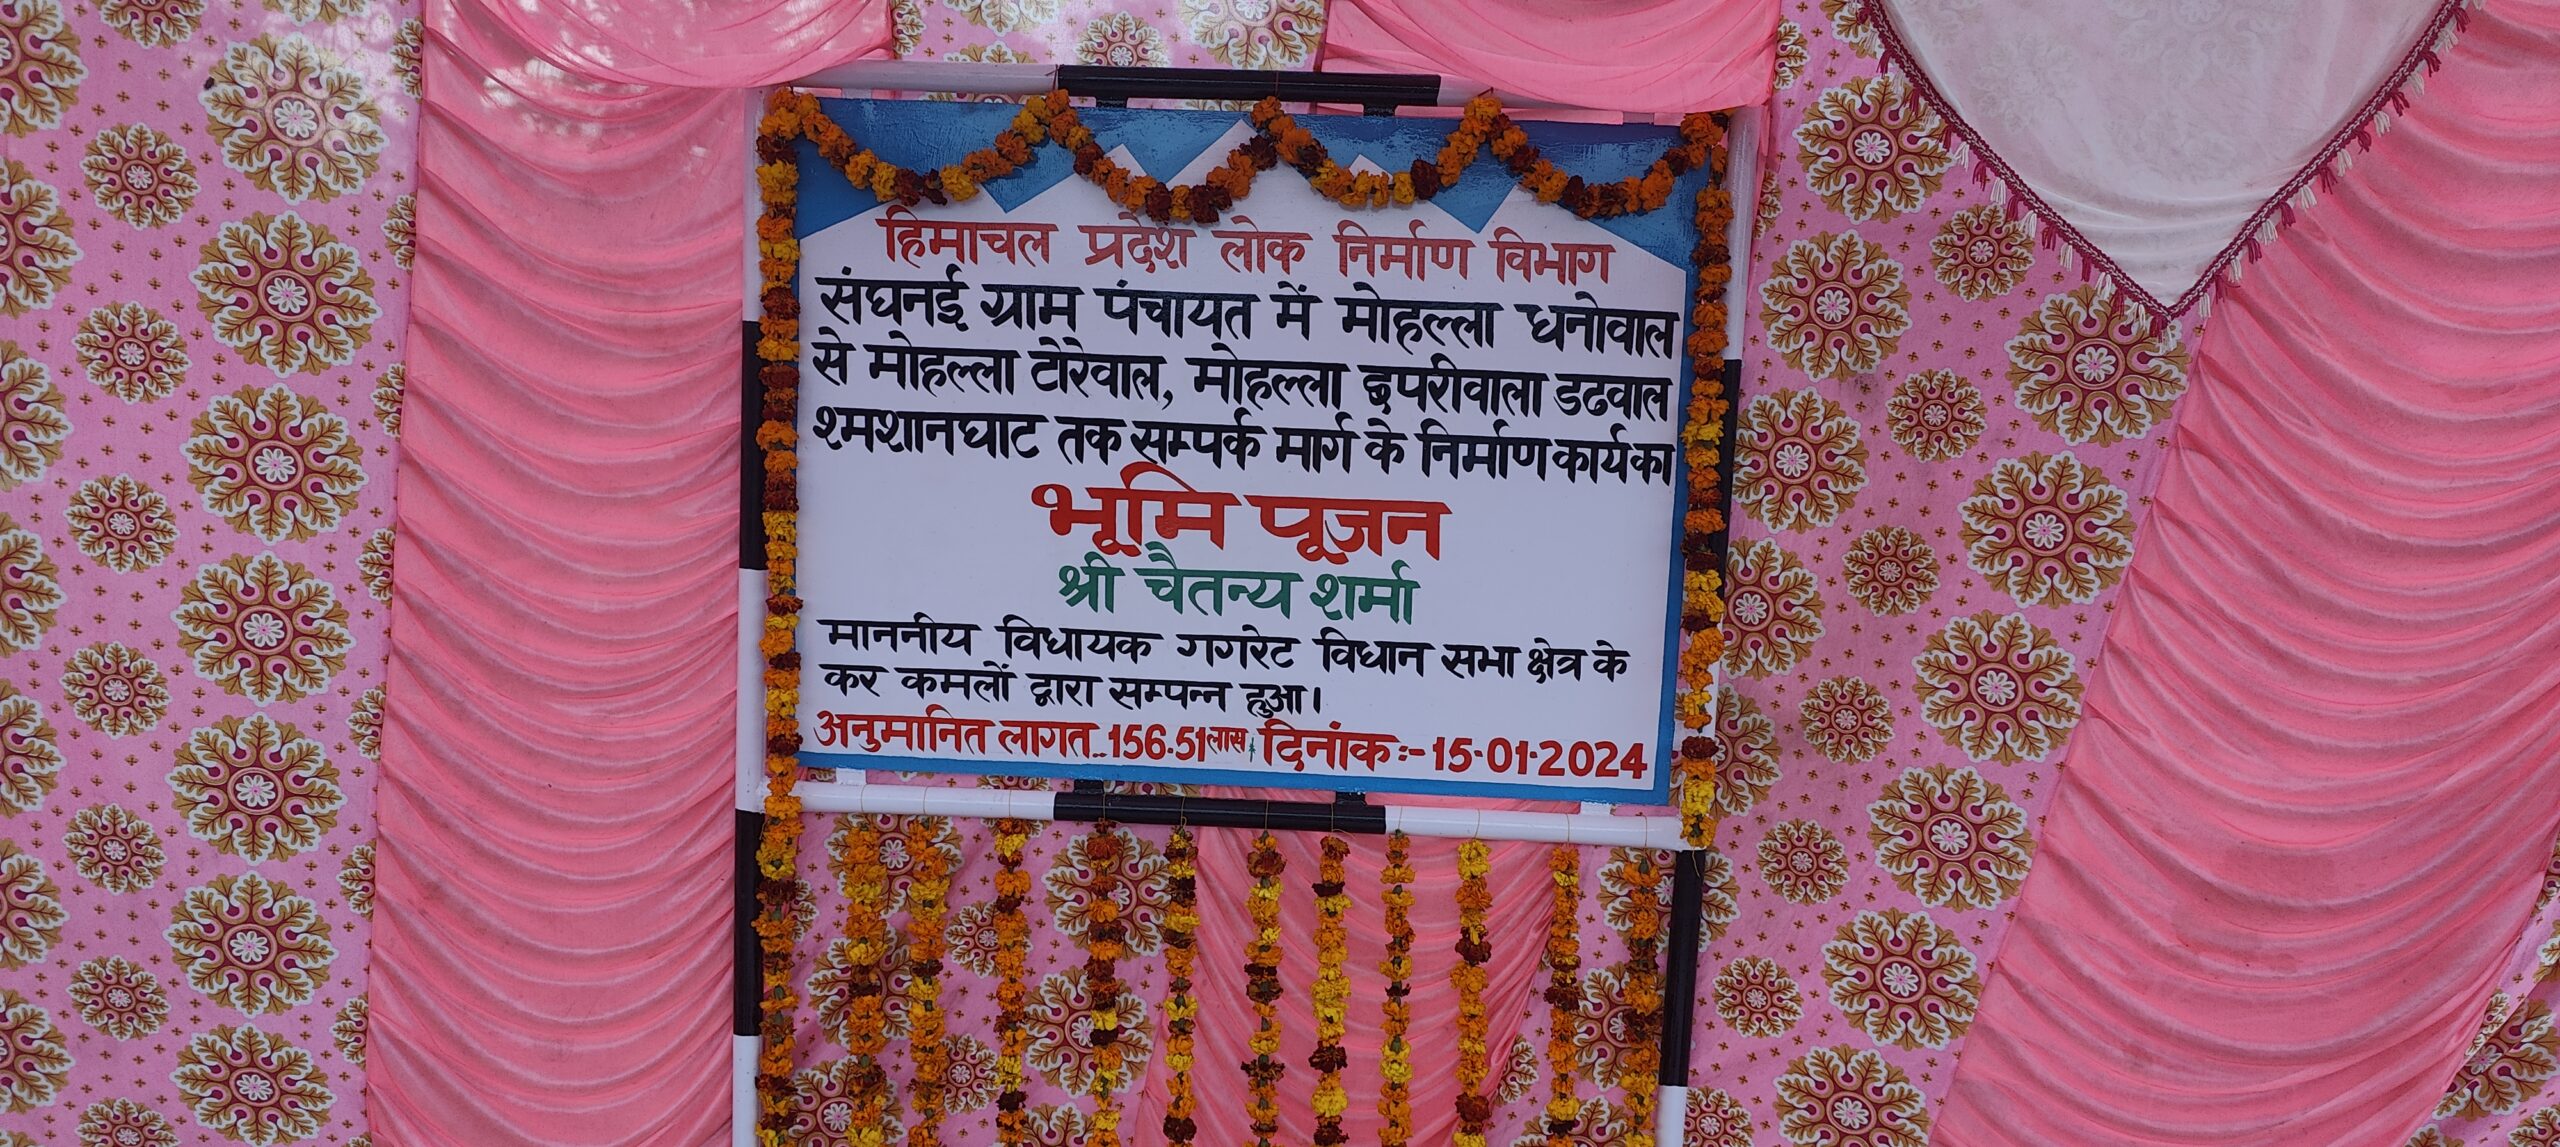 हिमाचल प्रदेश लोक निर्माण विभाग
संघनई ग्राम पंचायत में मोहल्ला धनोवाल
से मोहल्ला टोरेवाल, मोहल्ला छपरीवाला डढवाल
श्मशानघाट तक सम्पर्क मार्ग के निर्माण कार्य का
भूमि पूजन
श्री चैतन्य शर्मा
माननीय विधायक गगरेट विधान सभा क्षेत्र के
कर कमलों द्वारा सम्पन्न हुआ।
अनुमानित लागत..156.51 लाख दिनांक:-15.01.2024